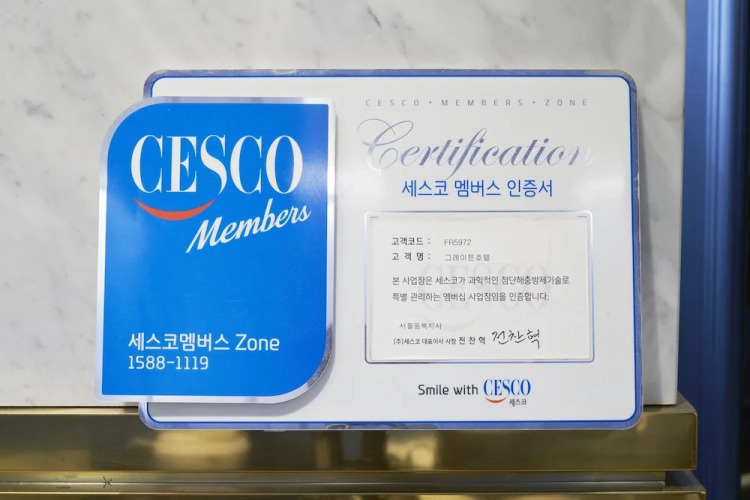 CESCO
Members
세스코멤버스 Zone
1588-1119
CESCO · MEMBERS · ZONE
Certification
세스코 멤버스 인증서
고객코드 : FR5972
고 객 명 : 그레이톤호텔
본 사업장은 세스코가 과학적인 첨단해충방제기술로
특별 관리하는 멤버십 사업장임을 인증합니다.
서울동북지사
(주)세스코 대표이사 사장 전 찬 혁 전찬혁
Smile with CESCO
세스코